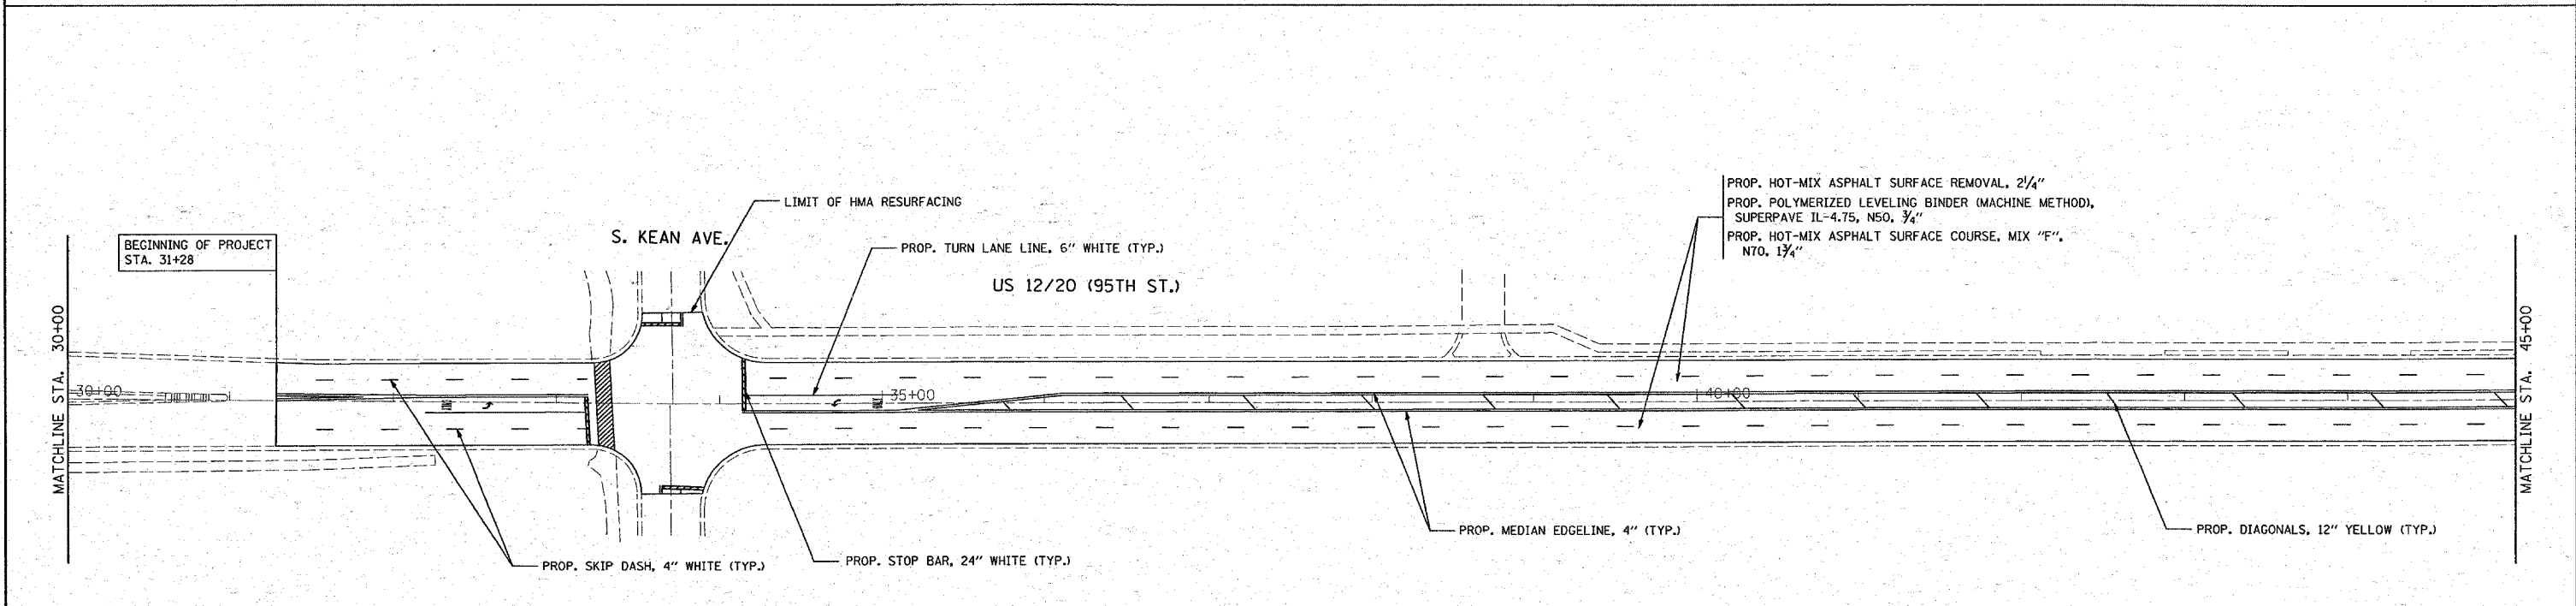 PROP. HOT-MIX ASPHALT SURFACE REMOVAL, 2 1/4"
PROP. POLYMERIZED LEVELING BINDER (MACHINE METHOD),
SUPERPAVE IL-4.75, N50, 3/4"
PROP. HOT-MIX ASPHALT SURFACE COURSE, MIX "F",
N70, 1 3/4"
LIMIT OF HMA RESURFACING
S. KEAN AVE.
BEGINNING OF PROJECT
STA. 31+28
PROP. TURN LANE LINE, 6" WHITE (TYP.)
US 12/20 (95TH ST.)
MATCHLINE STA. 30+00
MATCHLINE STA. 45+00
30+00
35+00
40+00
PROP. MEDIAN EDGELINE, 4" (TYP.)
PROP. DIAGONALS, 12" YELLOW (TYP.)
PROP. SKIP DASH, 4" WHITE (TYP.)
PROP. STOP BAR, 24" WHITE (TYP.)